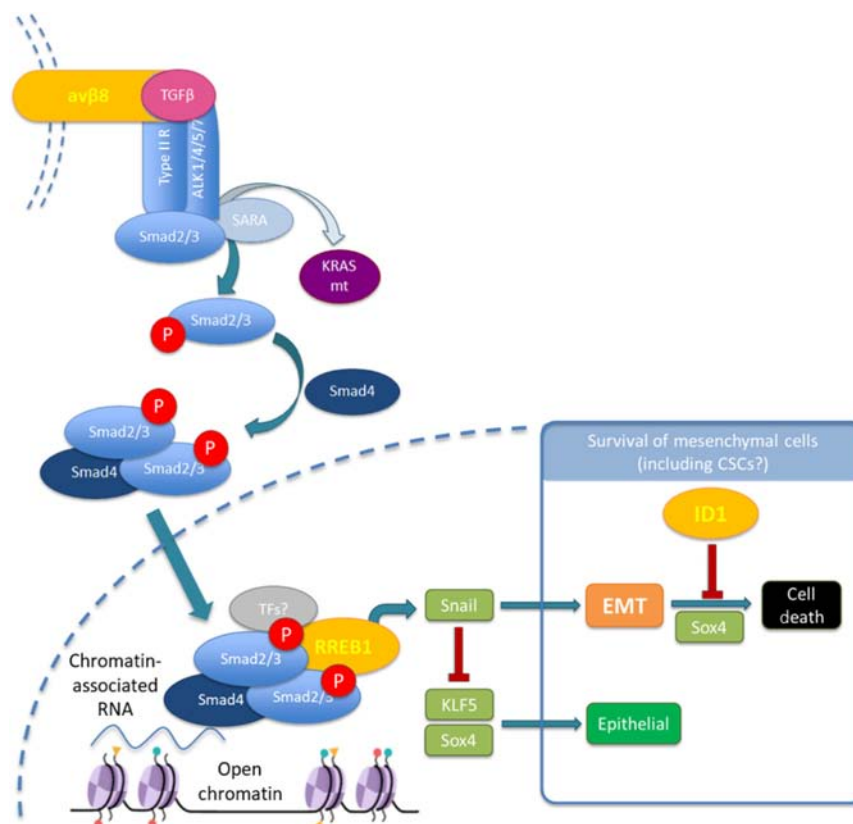 avβ8
TGFβ
Type II R
ALK 1/4/5/7
SARA
Smad2/3
KRAS
mt
Smad2/3
P
Smad4
P
Smad2/3
P
Smad4
Smad2/3
Survival of mesenchymal cells
(including CSCs?)
ID1
TFs?
P
RREB1
Smad2/3
P
Smad4
Smad2/3
Snail
EMT
Sox4
Cell
death
Chromatin-
associated
RNA
KLF5
Sox4
Epithelial
Open
chromatin